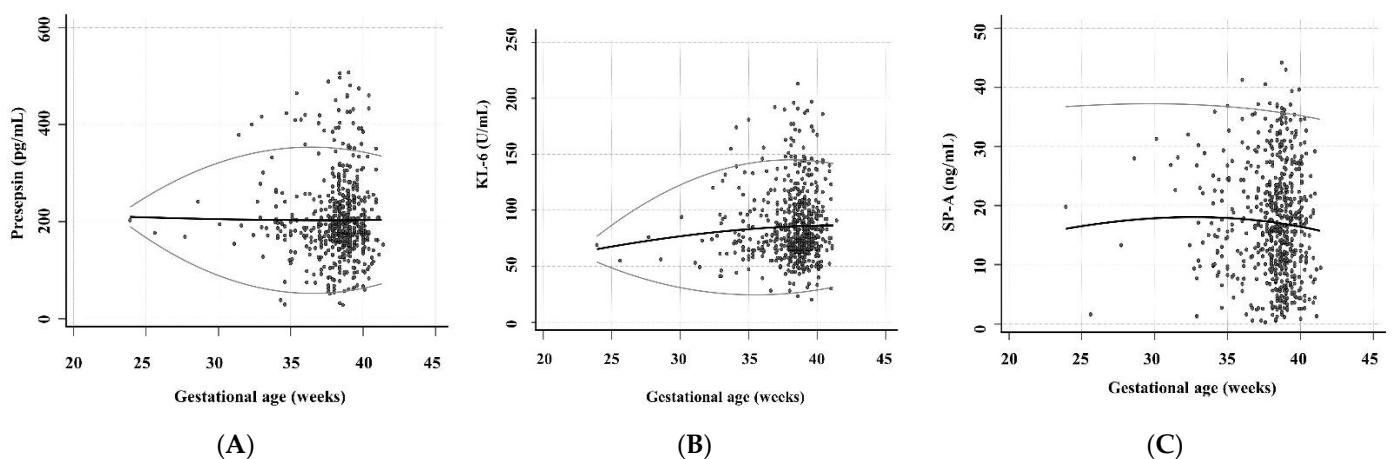 600
400
200
0
Presepsin (pg/mL)
20 25 30 35 40 45
Gestational age (weeks)
(A)
250
200
150
100
50
0
KL-6 (U/mL)
20 25 30 35 40 45
Gestational age (weeks)
(B)
50
40
30
20
10
0
SP-A (ng/mL)
20 25 30 35 40 45
Gestational age (weeks)
(C)